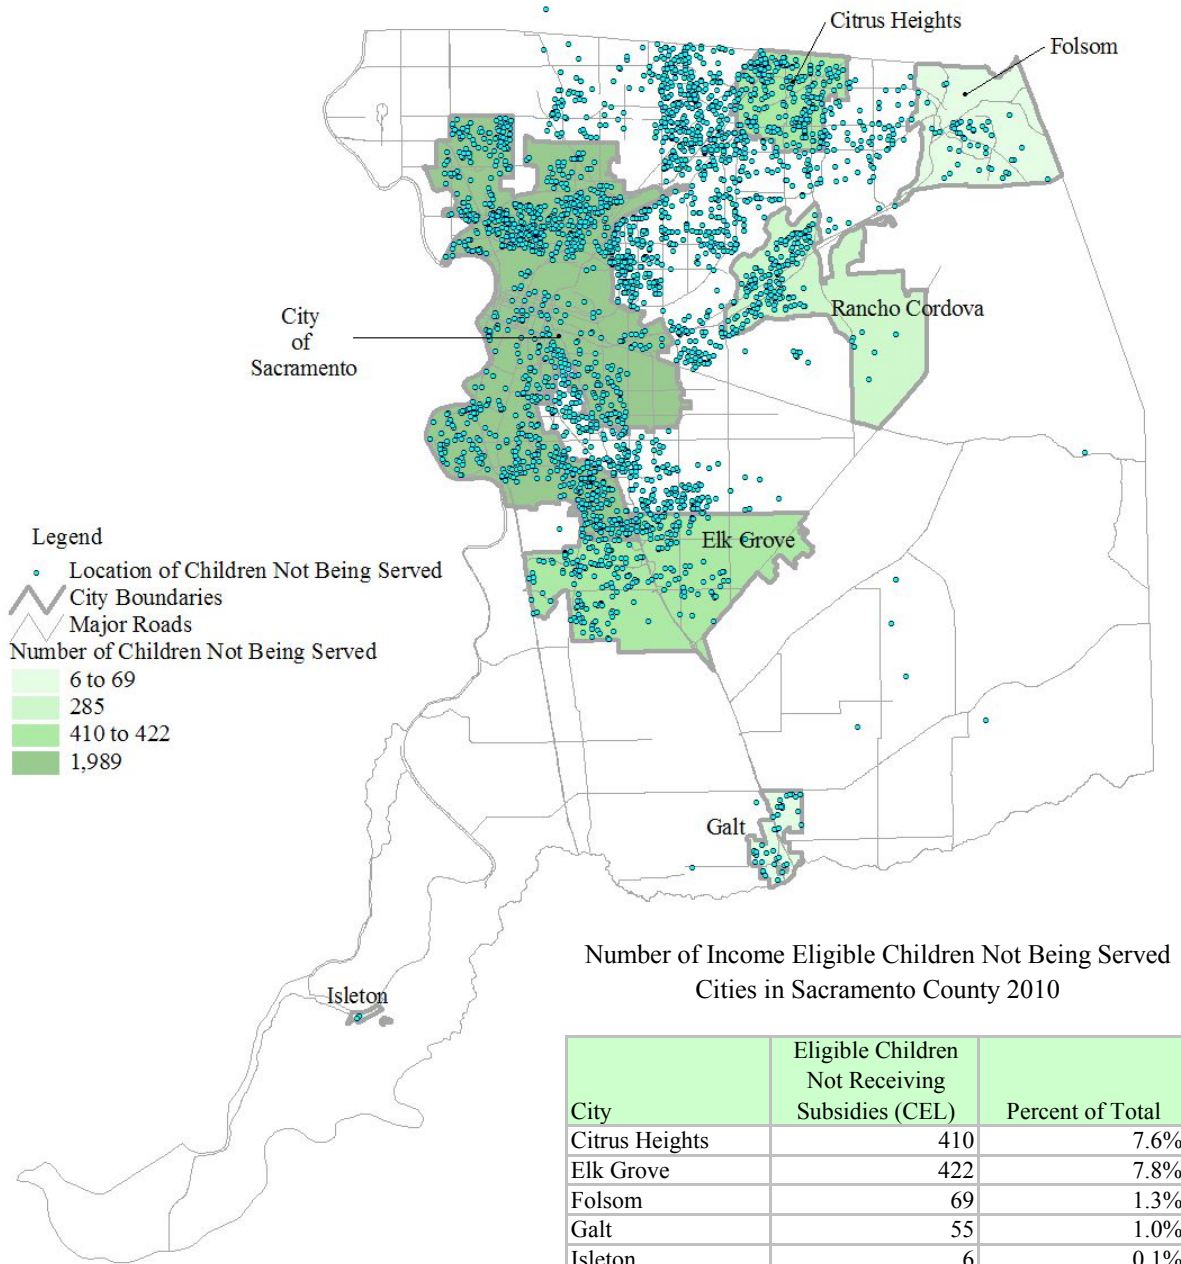 Citrus Heights
Folsom
Rancho Cordova
City
of
Sacramento
Elk Grove
Legend
Location of Children Not Being Served
City Boundaries
Major Roads
Number of Children Not Being Served
6 to 69
285
410 to 422
1,989
Galt
Isleton
Number of Income Eligible Children Not Being Served
Cities in Sacramento County 2010
City Eligible Children Not Receiving Subsidies (CEL) Percent of Total
Citrus Heights 410 7.6%
Elk Grove 422 7.8%
Folsom 69 1.3%
Galt 55 1.0%
Isleton 6 0.1%